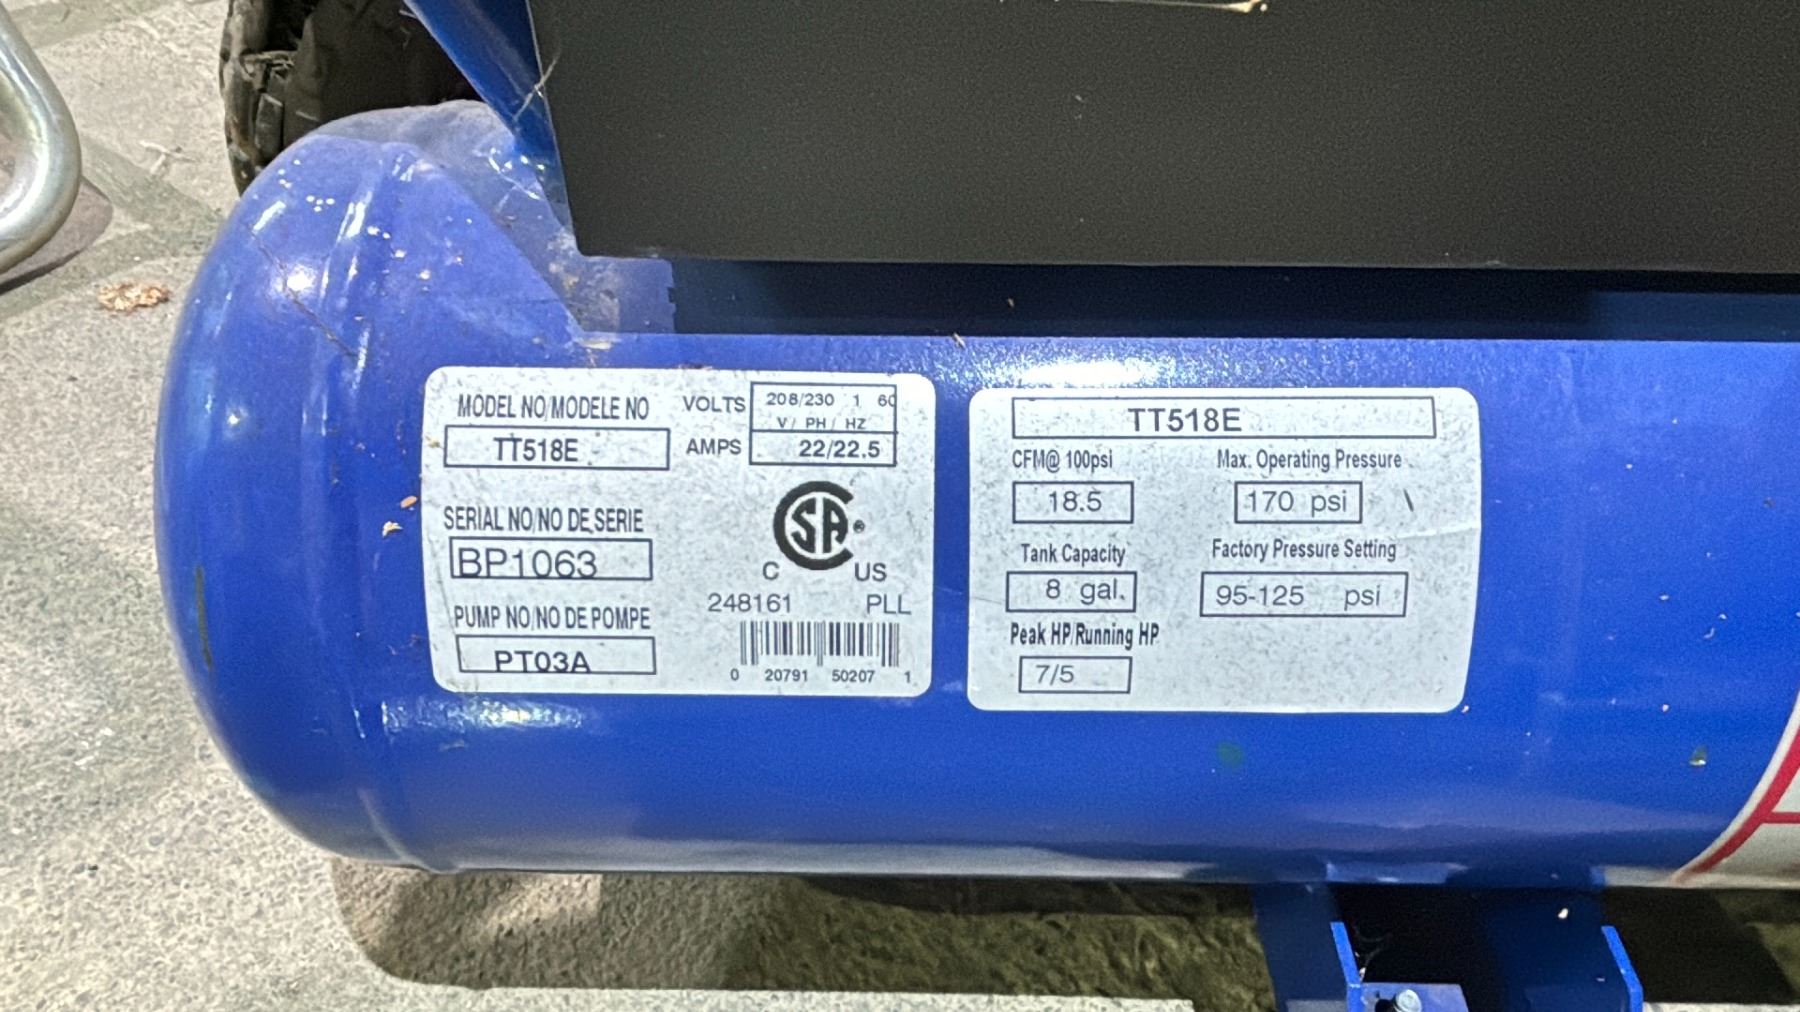 MODEL NO/MODELE NO
TT518E
SERIAL NO/NO DE SERIE
BP1063
PUMP NO/NO DE POMPE
PT03A
VOLTS
208/230 1 60
V/ PH/ HZ
AMPS
22/22.5
SA®
C US
248161 PLL
0 20791 50207 1
TT518E
CFM@ 100psi
18.5
Max. Operating Pressure
170 psi
Tank Capacity
8 gal.
Factory Pressure Setting
95-125 psi
Peak HP/Running HP
7/5